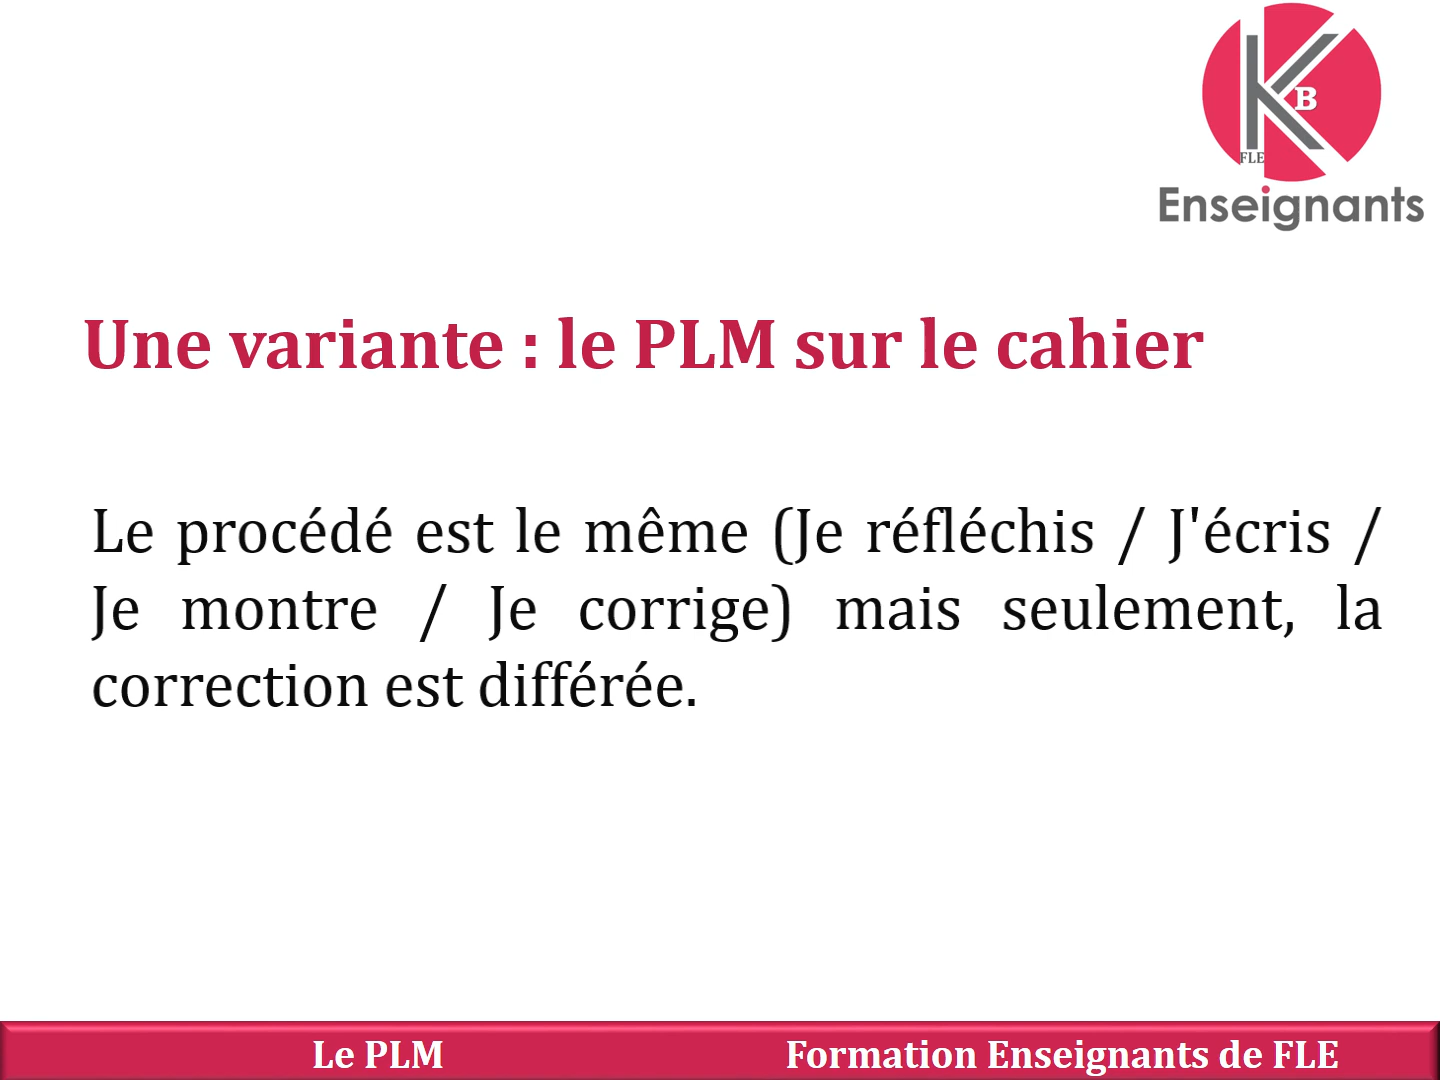 K B
FLE
Enseignants
Une variante : le PLM sur le cahier
Le procédé est le même (Je réfléchis / J'écris /
Je montre / Je corrige) mais seulement, la
correction est différée.
Le PLM Formation Enseignants de FLE